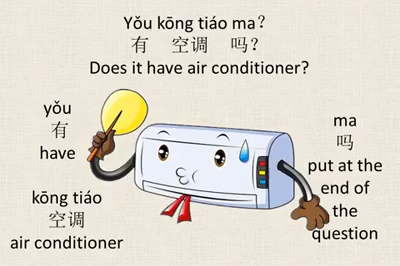 Yǒu kōng tiáo ma？
有 空调 吗？
Does it have air conditioner?
yǒu
有
have
kōng tiáo
空调
air conditioner
ma
吗
put at the
end of
the
question